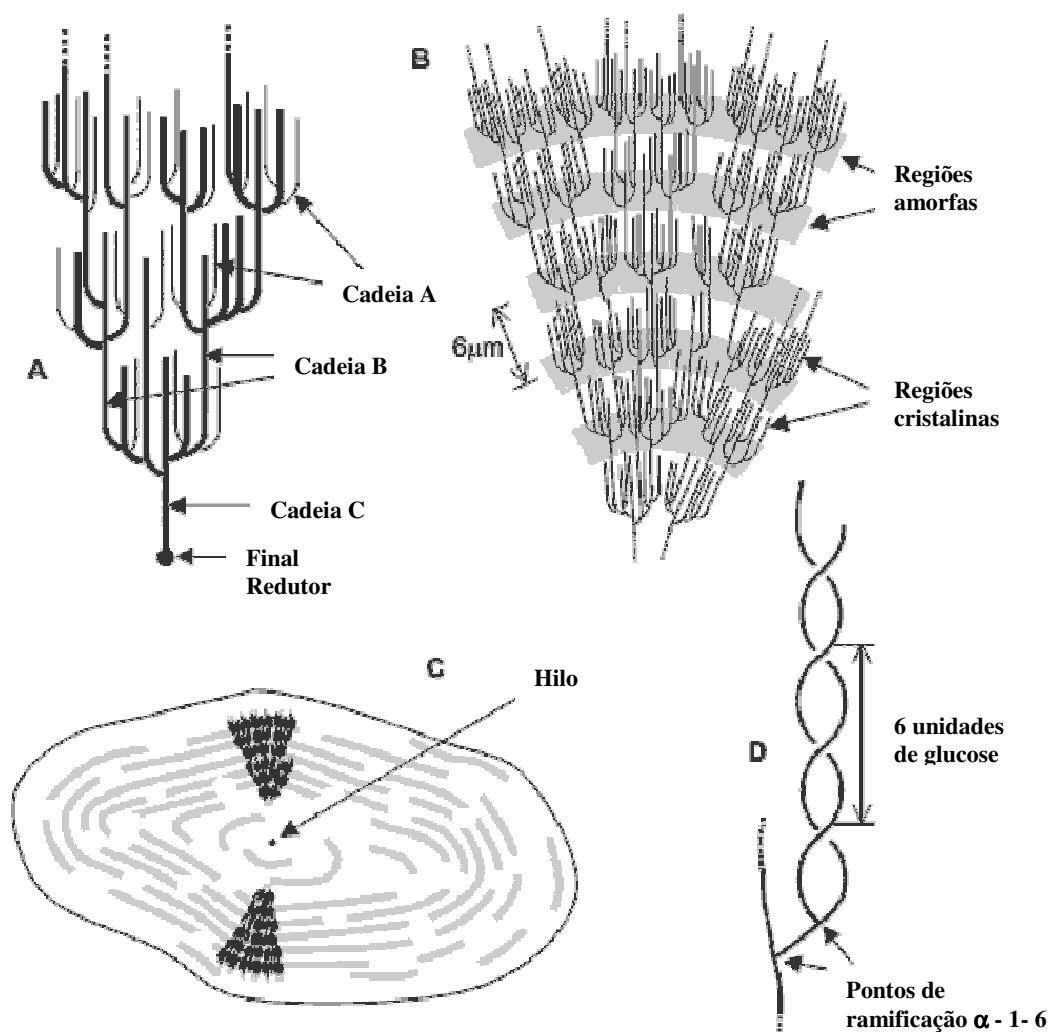 B
Regiões
amorfas
Cadeia A
6µm
A
Cadeia B
Regiões
cristalinas
Cadeia C
Final
Redutor
C
Hilo
6 unidades
de glucose
D
Pontos de
ramificação α - 1- 6